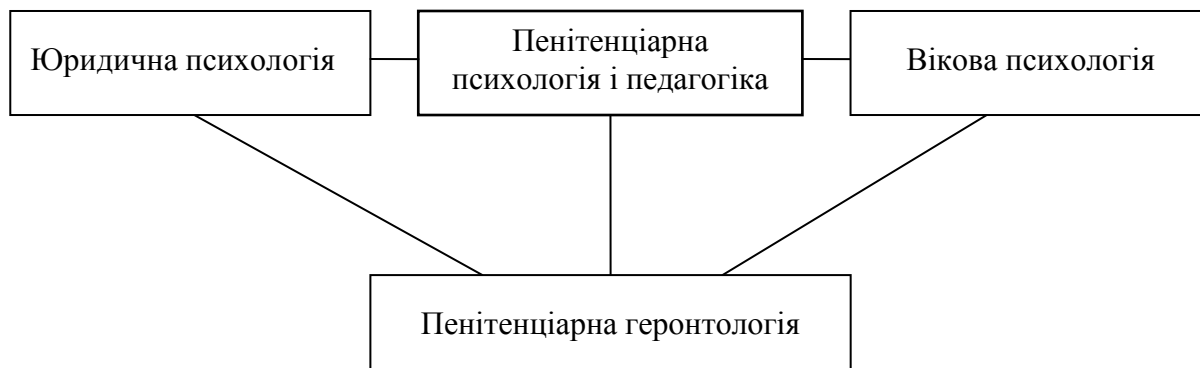 Юридична психологія
Пенітенціарна
психологія і педагогіка
Вікова психологія
Пенітенціарна геронтологія